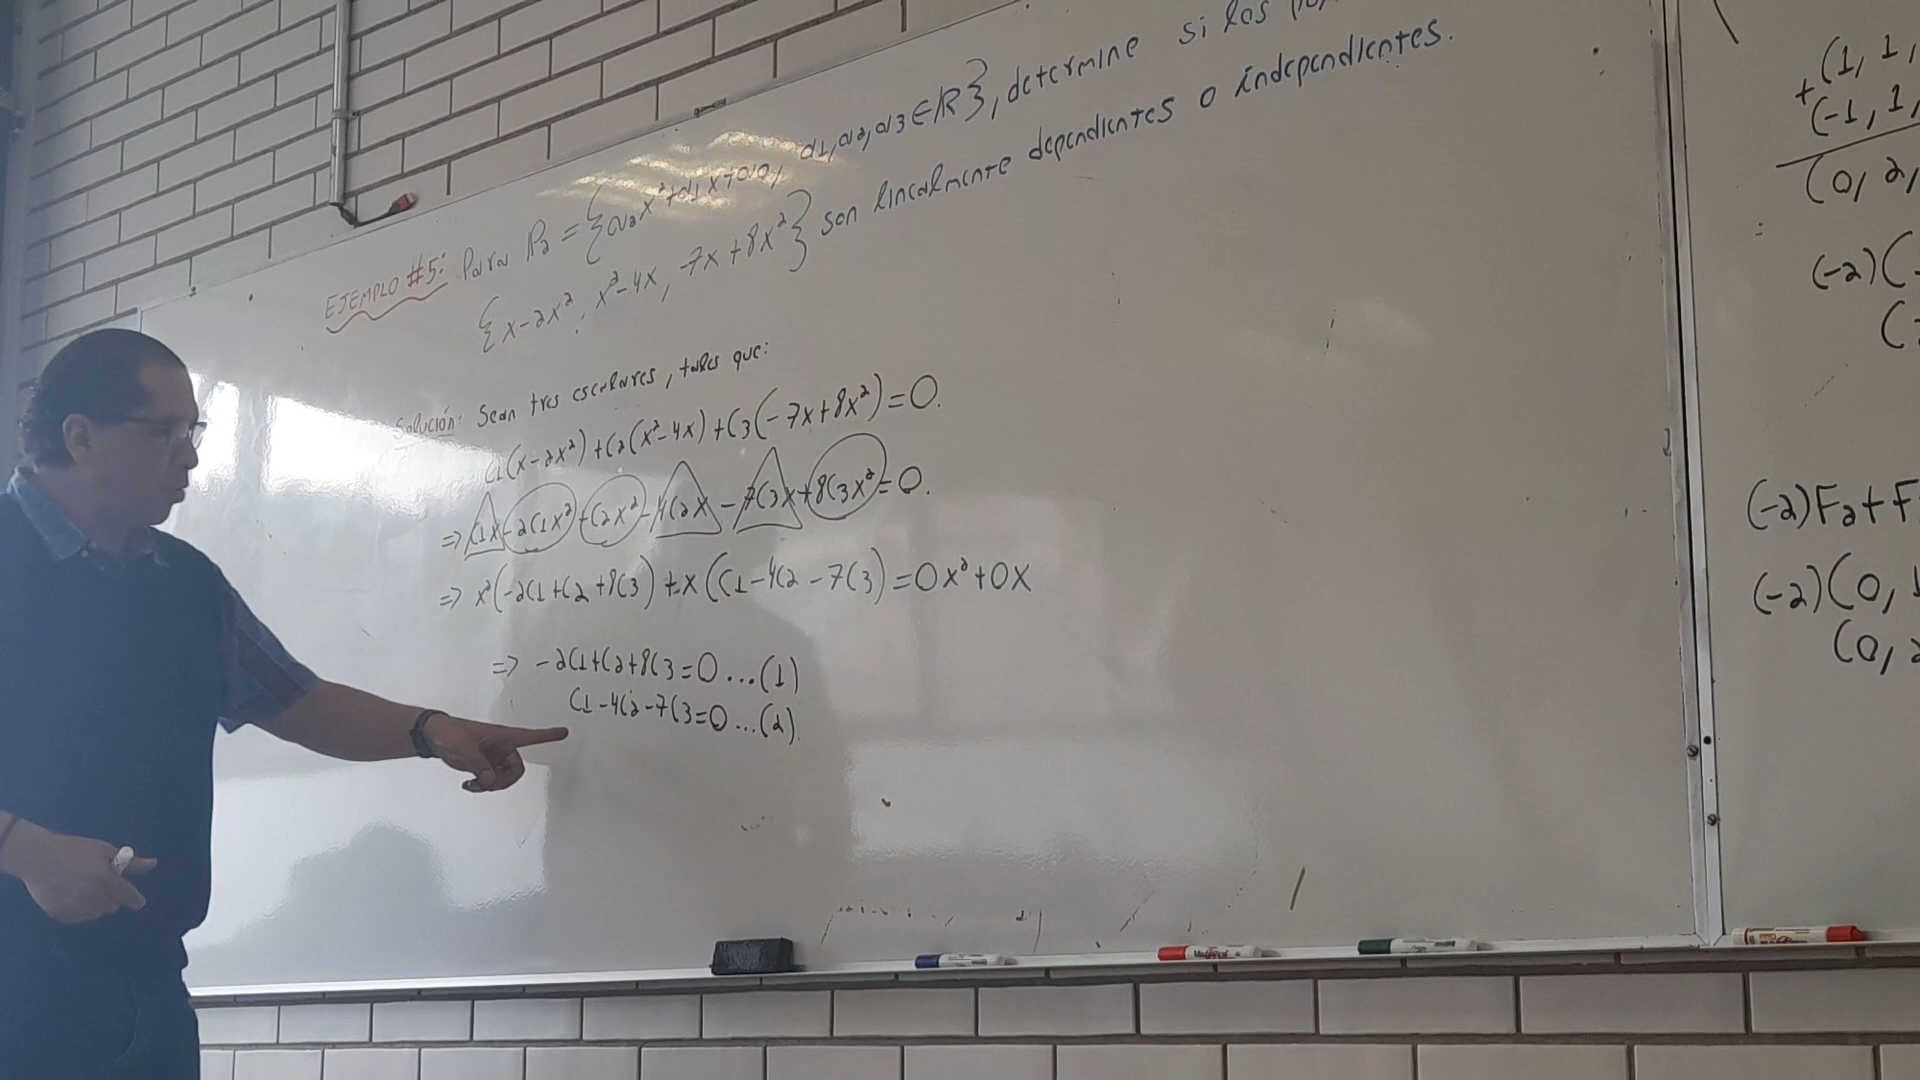 EJEMPLO #5: Para P₂ = {a₂x²+a₁x+a₀, a₁,a₂,a₃∈ℝ}, determine si los
{x-2x², x²-4x, -7x+8x²} son linealmente dependientes o independientes.
Solución: Sean tres escalares, tales que:
C₁(x-2x²)+C₂(x²-4x)+C₃(-7x+8x²)=0.
=> C₁x-2C₁x²+C₂x²-4C₂x-7C₃x+8C₃x²=0.
=> x²(-2C₁+C₂+8C₃)+x(C₁-4C₂-7C₃)=0x²+0x
=> -2C₁+C₂+8C₃=0...(1)
C₁-4C₂-7C₃=0...(2).
(1, 1,
+(-1, 1,
(0, 2,
(-2)(
(-2)F₂+F
(-2)(0, 1
(0, 2